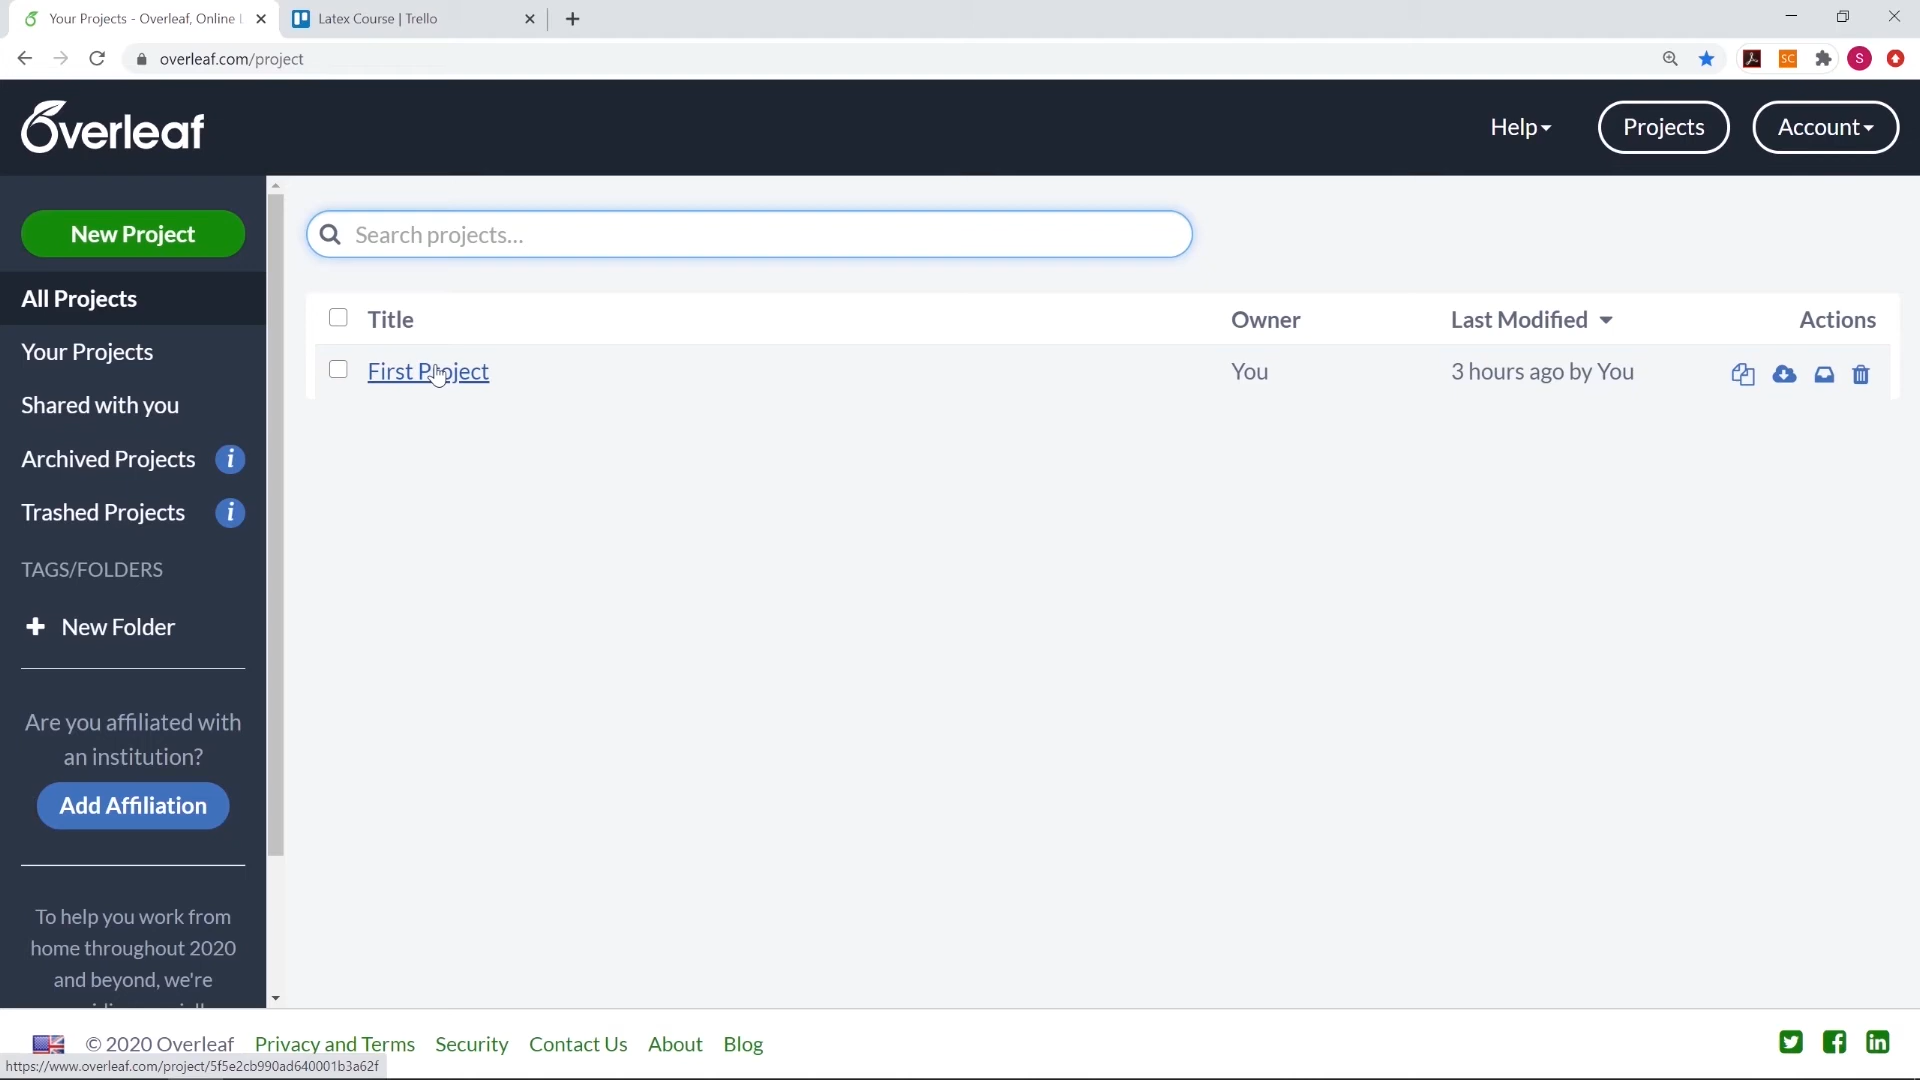 Your Projects - Overleaf, Online L
Latex Course | Trello
overleaf.com/project
SC
S
Overleaf
Help
Projects
Account
New Project
Search projects...
All Projects
Title
Owner
Last Modified
Actions
Your Projects
First Project
You
3 hours ago by You
Shared with you
Archived Projects
i
Trashed Projects
i
TAGS/FOLDERS
New Folder
Are you affiliated with
an institution?
Add Affiliation
To help you work from
home throughout 2020
and beyond, we're
© 2020 Overleaf
Privacy and Terms
Security
Contact Us
About
Blog
https://www.overleaf.com/project/5f5e2cb990ad640001b3a62f